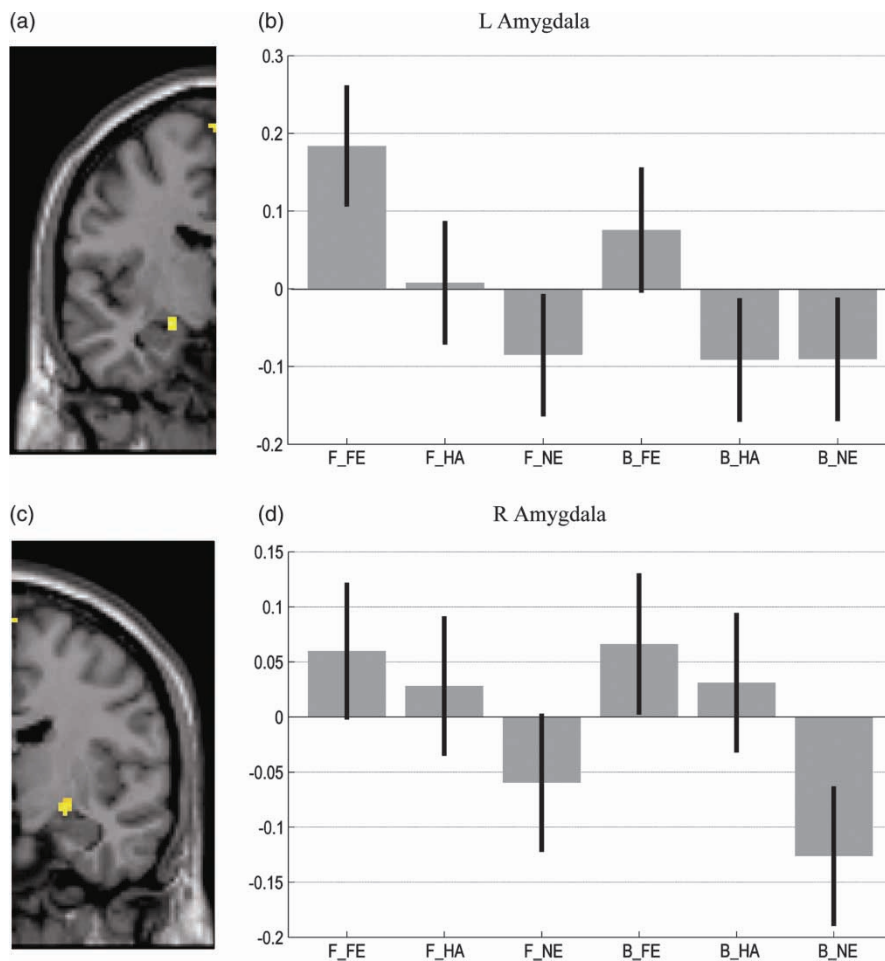 (a)
(b)
L Amygdala
0.3
0.2
0.1
0
-0.1
-0.2
F_FE F_HA F_NE B_FE B_HA B_NE
(c)
(d)
R Amygdala
0.15
0.1
0.05
0
-0.05
-0.1
-0.15
-0.2
F_FE F_HA F_NE B_FE B_HA B_NE